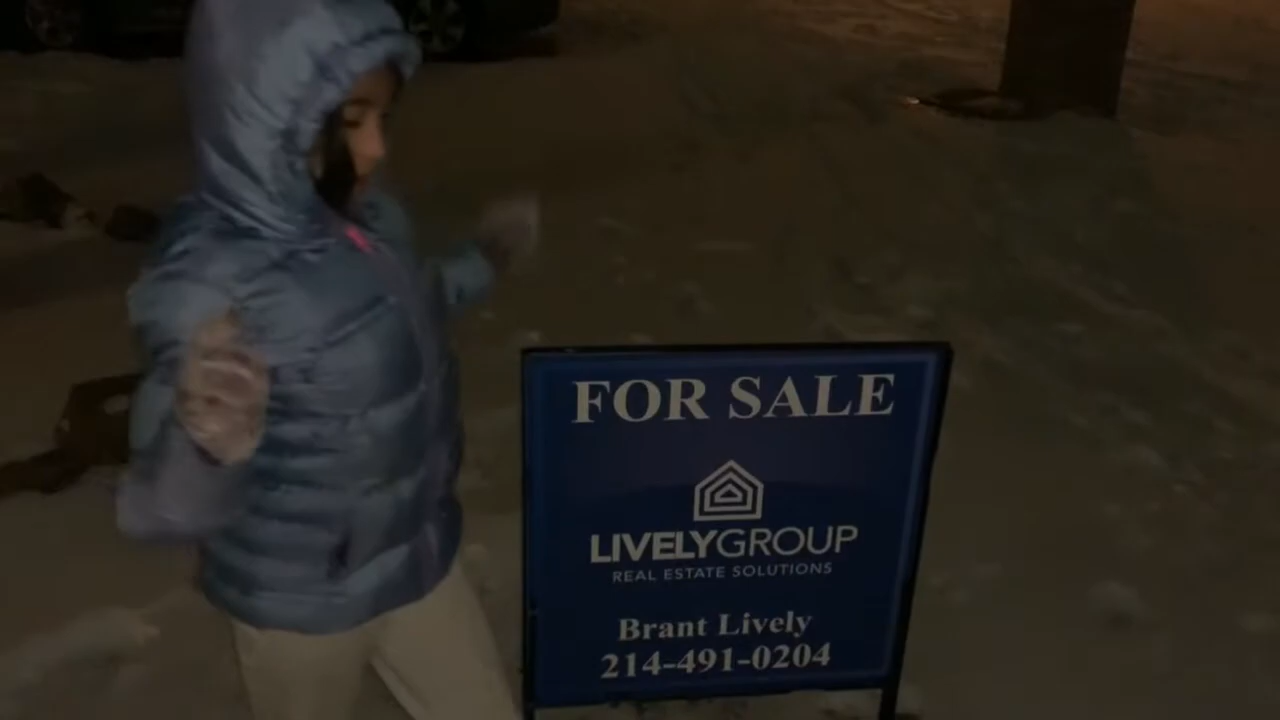 FOR SALE
LIVELYGROUP
REAL ESTATE SOLUTIONS
Brant Lively
214-491-0204